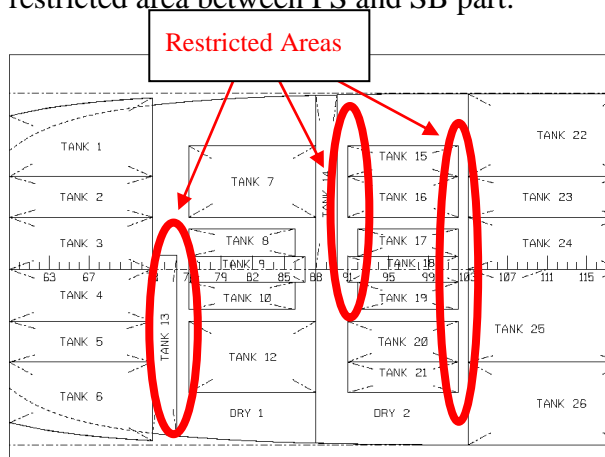 restricted area between PS and SB part.
Restricted Areas
TANK 1
TANK 2
TANK 3
TANK 4
TANK 5
TANK 6
TANK 13
TANK 7
TANK 8
TANK 9
TANK 10
TANK 12
DRY 1
TANK 14
TANK 15
TANK 16
TANK 17
TANK 18
TANK 19
TANK 20
TANK 21
DRY 2
TANK 22
TANK 23
TANK 24
TANK 25
TANK 26
63 67 79 82 85 88 91 95 99 103 107 111 115